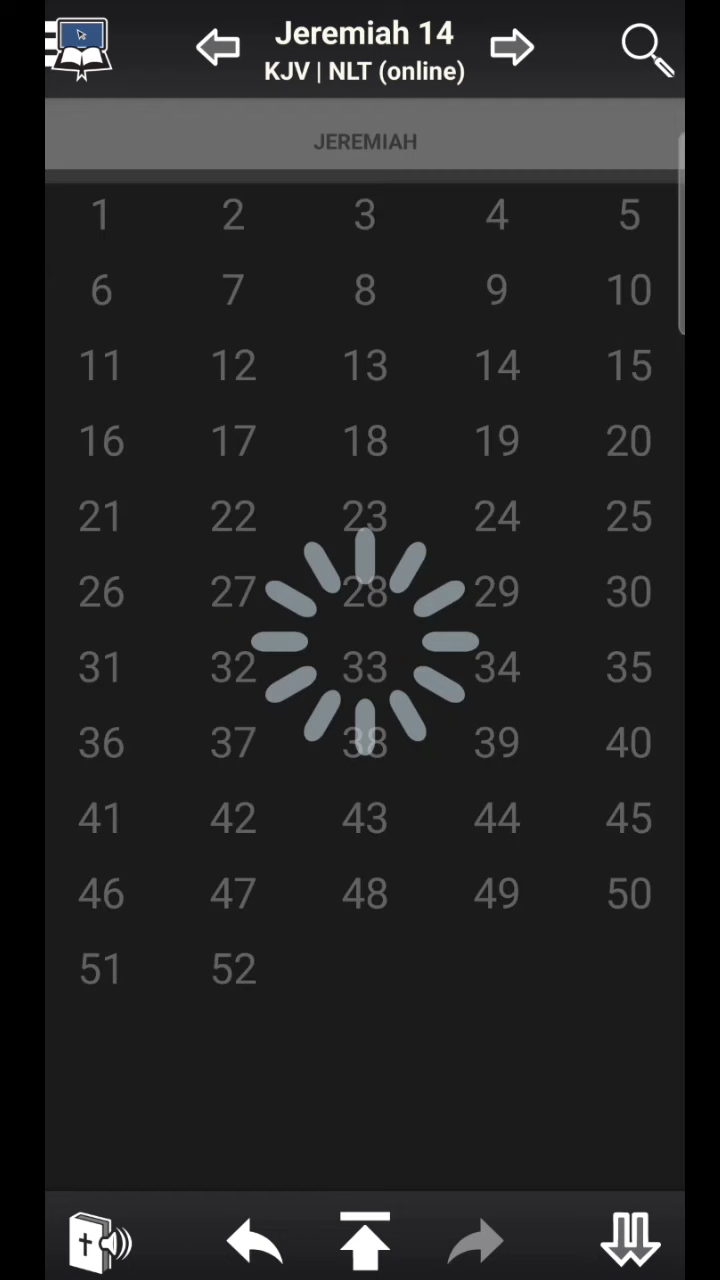 Jeremiah 14
KJV | NLT (online)
JEREMIAH
1 2 3 4 5
6 7 8 9 10
11 12 13 14 15
16 17 18 19 20
21 22 23 24 25
26 27 28 29 30
31 32 33 34 35
36 37 38 39 40
41 42 43 44 45
46 47 48 49 50
51 52